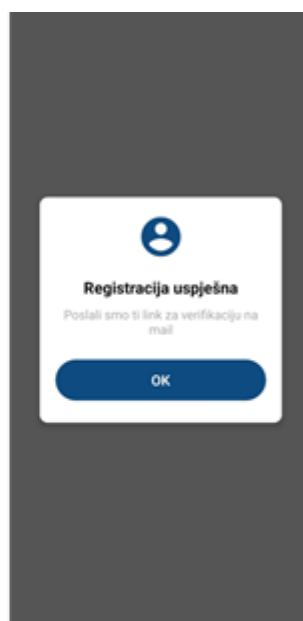 Registracija uspješna
Poslali smo ti link za verifikaciju na
mail
OK